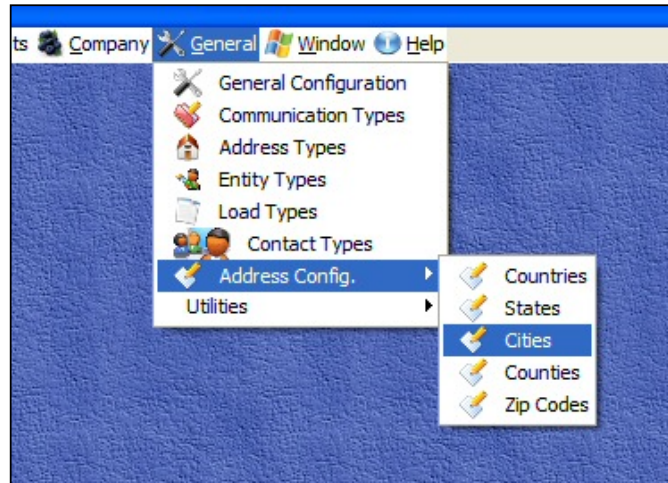 ts Company General Window Help
General Configuration
Communication Types
Address Types
Entity Types
Load Types
Contact Types
Address Config.
Utilities
Countries
States
Cities
Counties
Zip Codes